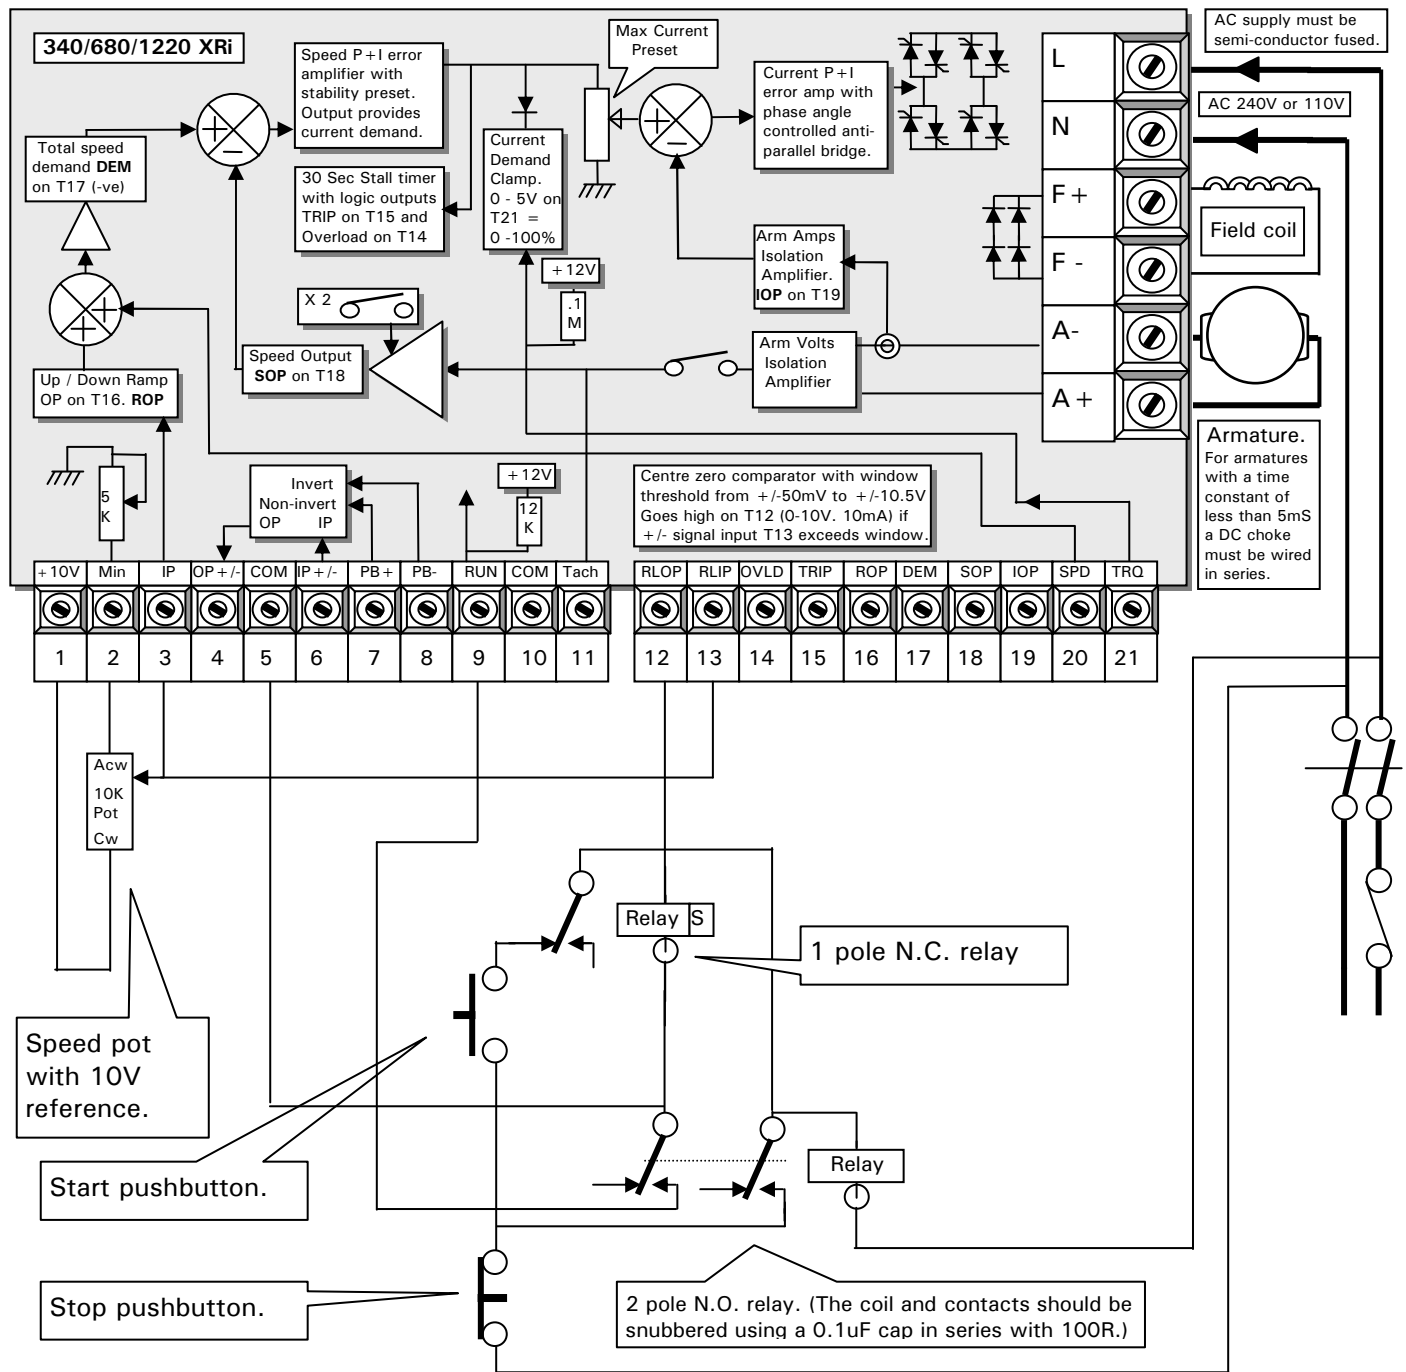 340/680/1220 XRi
Speed P+I error
amplifier with
stability preset.
Output provides
current demand.
Max Current
Preset
AC supply must be
semi-conductor fused.
Current P+I
error amp with
phase angle
controlled anti-
parallel bridge.
L
AC 240V or 110V
N
Total speed
demand DEM
on T17 (-ve)
+
-
Current
Demand
Clamp.
0 - 5V on
T21 =
0 -100%
+
-
30 Sec Stall timer
with logic outputs
TRIP on T15 and
Overload on T14
F+
Field coil
F -
Arm Amps
Isolation
Amplifier.
IOP on T19
+12V
.1
M
X 2
+
+
A-
Speed Output
SOP on T18
Arm Volts
Isolation
Amplifier
Up / Down Ramp
OP on T16. ROP
A+
Armature.
For armatures
with a time
constant of
less than 5mS
a DC choke
must be wired
in series.
5
K
Invert
Non-invert
OP IP
+12V
12
K
Centre zero comparator with window
threshold from +/-50mV to +/-10.5V
Goes high on T12 (0-10V. 10mA) if
+/- signal input T13 exceeds window.
+10V Min IP OP+/- COM IP+/- PB+ PB- RUN COM Tach
RLOP RLIP OVLD TRIP ROP DEM SOP IOP SPD TRQ
1 2 3 4 5 6 7 8 9 10 11
12 13 14 15 16 17 18 19 20 21
Acw
10K
Pot
Cw
Relay S
1 pole N.C. relay
Speed pot
with 10V
reference.
Start pushbutton.
Relay
Stop pushbutton.
2 pole N.O. relay. (The coil and contacts should be
snubbered using a 0.1uF cap in series with 100R.)